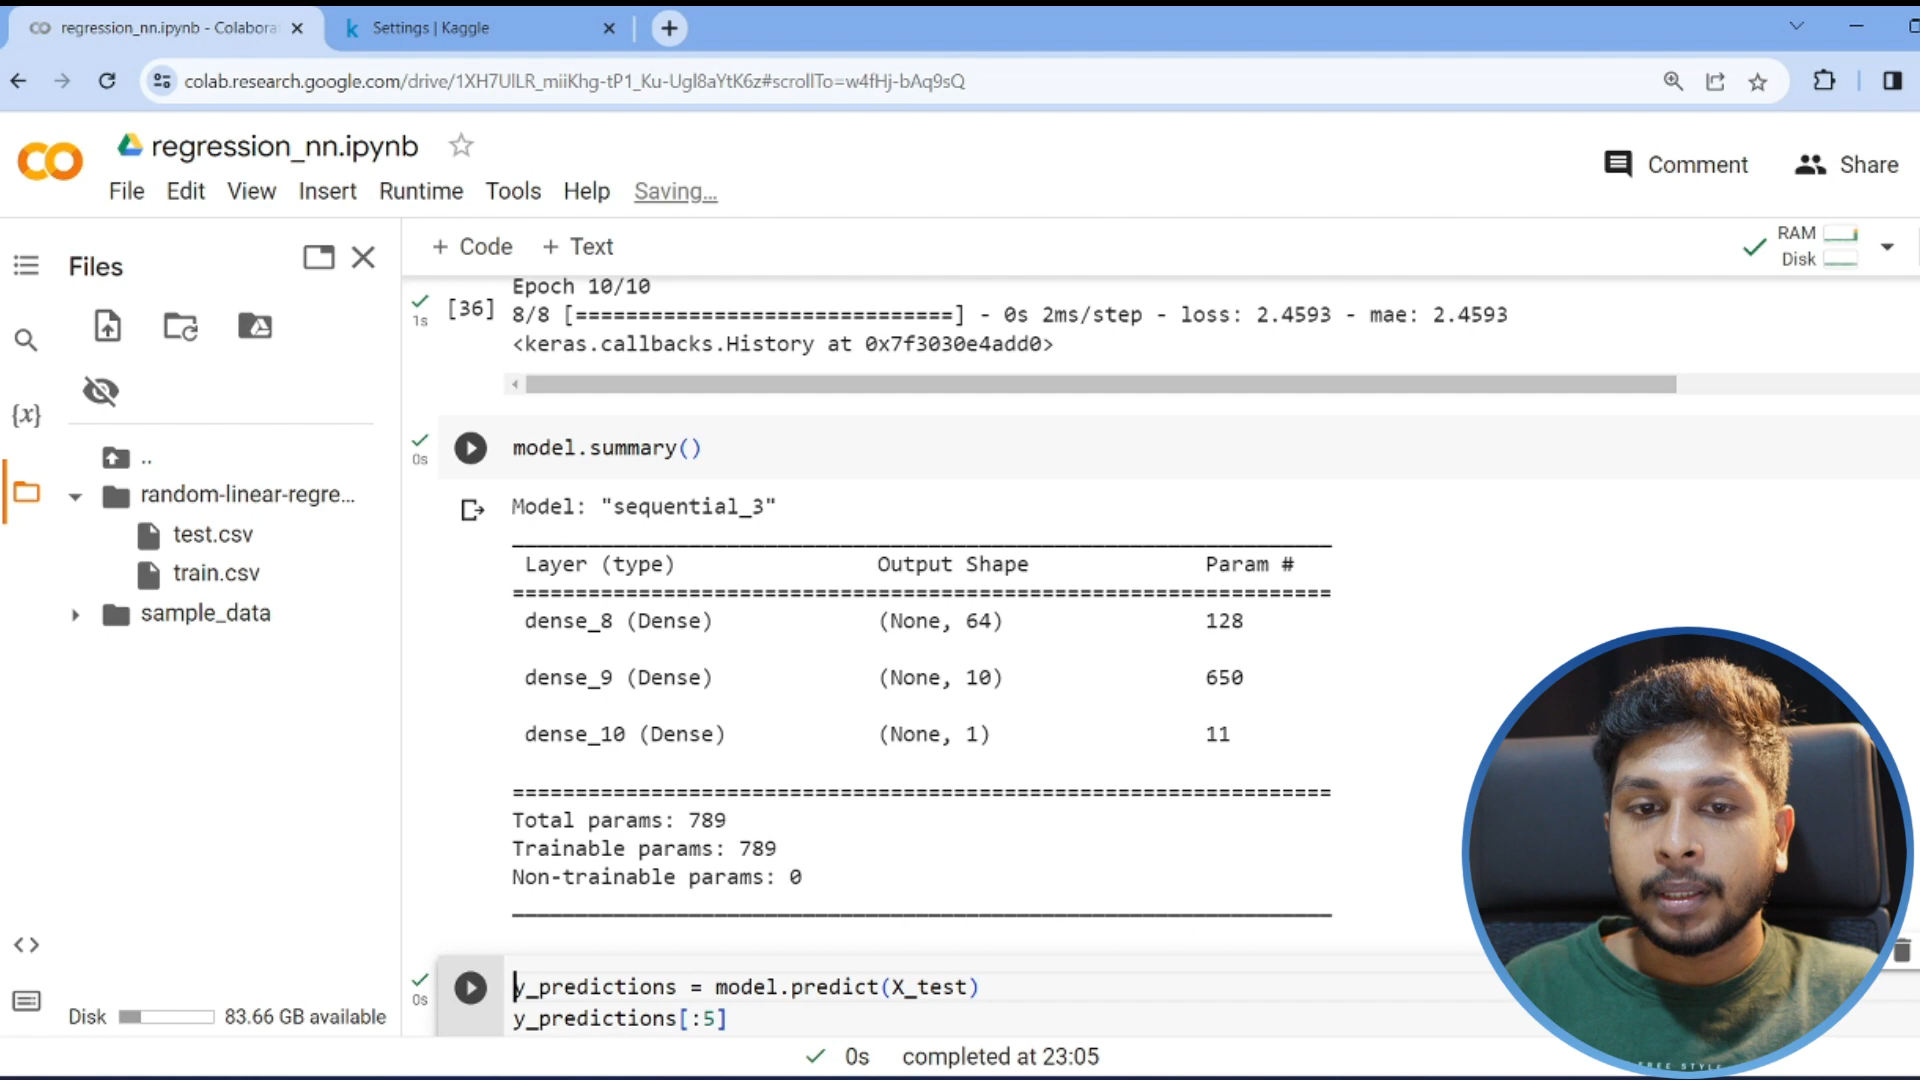 regression_nn.ipynb - Colabora
Settings | Kaggle
colab.research.google.com/drive/1XH7UlLR_miiKhg-tP1_Ku-Ugl8aYtK6z#scrollTo=w4fHj-bAq9sQ
regression_nn.ipynb
Comment
Share
File Edit View Insert Runtime Tools Help Saving...
Files
+ Code + Text
RAM
Disk
{x}
..
random-linear-regre...
test.csv
train.csv
sample_data
Disk 83.66 GB available
Epoch 10/10
1s [36] 8/8 [==============================] - 0s 2ms/step - loss: 2.4593 - mae: 2.4593
<keras.callbacks.History at 0x7f3030e4add0>
0s model.summary()
Model: "sequential_3"
_________________________________________________________________
Layer (type) Output Shape Param #
=================================================================
dense_8 (Dense) (None, 64) 128
dense_9 (Dense) (None, 10) 650
dense_10 (Dense) (None, 1) 11
=================================================================
Total params: 789
Trainable params: 789
Non-trainable params: 0
_________________________________________________________________
0s y_predictions = model.predict(X_test)
y_predictions[:5]
0s completed at 23:05
FREE STYLE